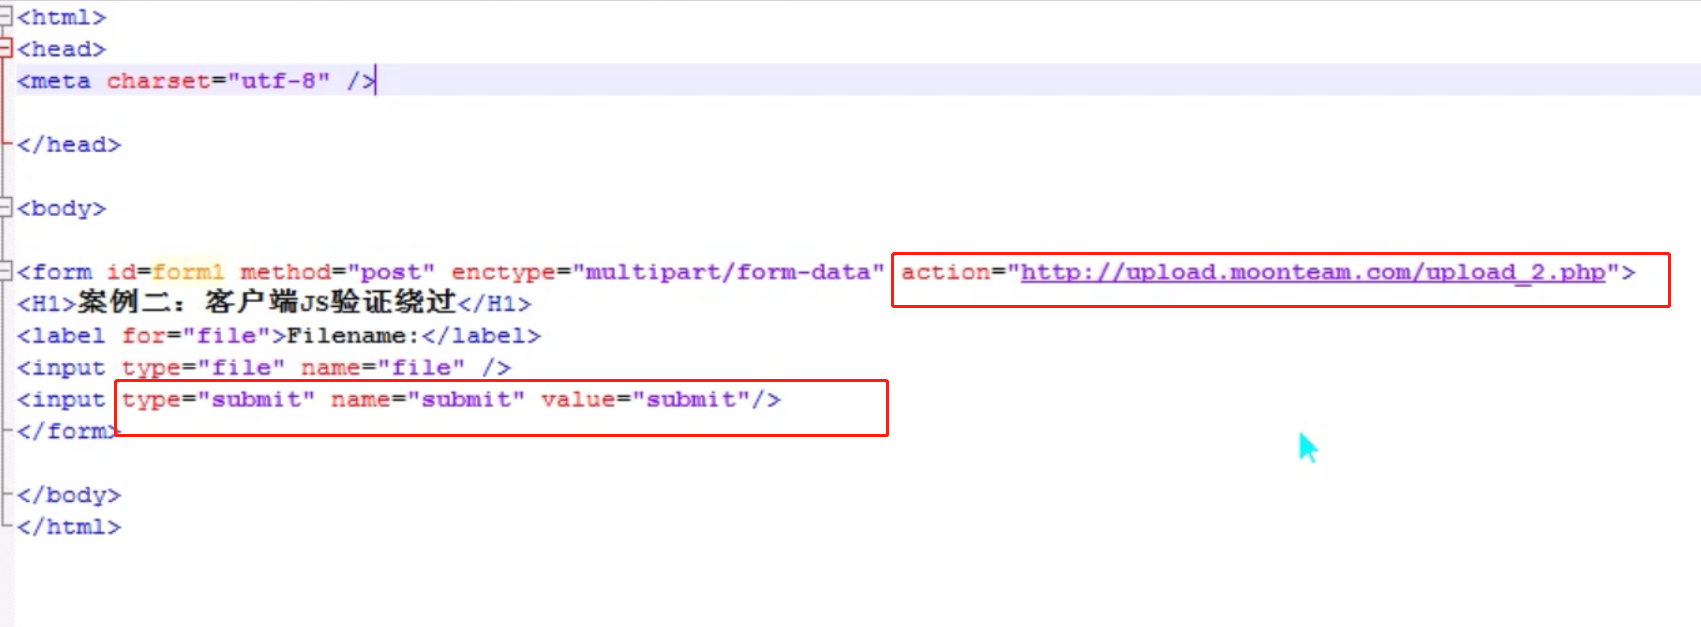 <html>
<head>
<meta charset="utf-8" />
</head>
<body>
<form id=form1 method="post" enctype="multipart/form-data" action="http://upload.moonteam.com/upload_2.php">
<H1>案例二：客户端JS验证绕过</H1>
<label for="file">Filename:</label>
<input type="file" name="file" />
<input type="submit" name="submit" value="submit"/>
</form>
</body>
</html>